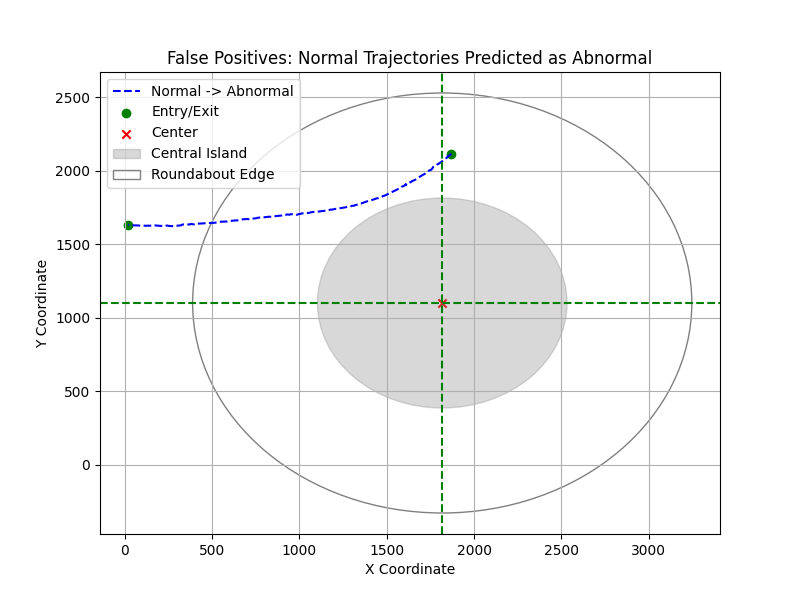 False Positives: Normal Trajectories Predicted as Abnormal
Normal -> Abnormal
Entry/Exit
Center
Central Island
Roundabout Edge
2500
2000
1500
1000
500
0
Y Coordinate
0 500 1000 1500 2000 2500 3000
X Coordinate